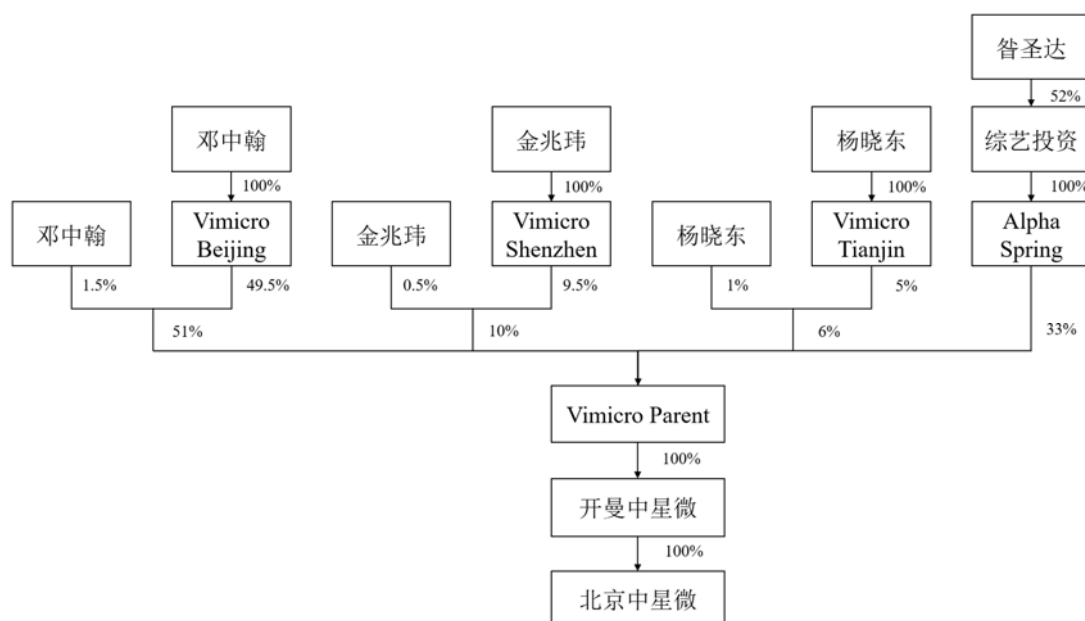 昝圣达
52%
邓中翰
金兆玮
杨晓东
综艺投资
100%
100%
100%
100%
邓中翰
Vimicro
Beijing
金兆玮
Vimicro
Shenzhen
杨晓东
Vimicro
Tianjin
Alpha
Spring
1.5%
49.5%
0.5%
9.5%
1%
5%
51%
10%
6%
33%
Vimicro Parent
100%
开曼中星微
100%
北京中星微